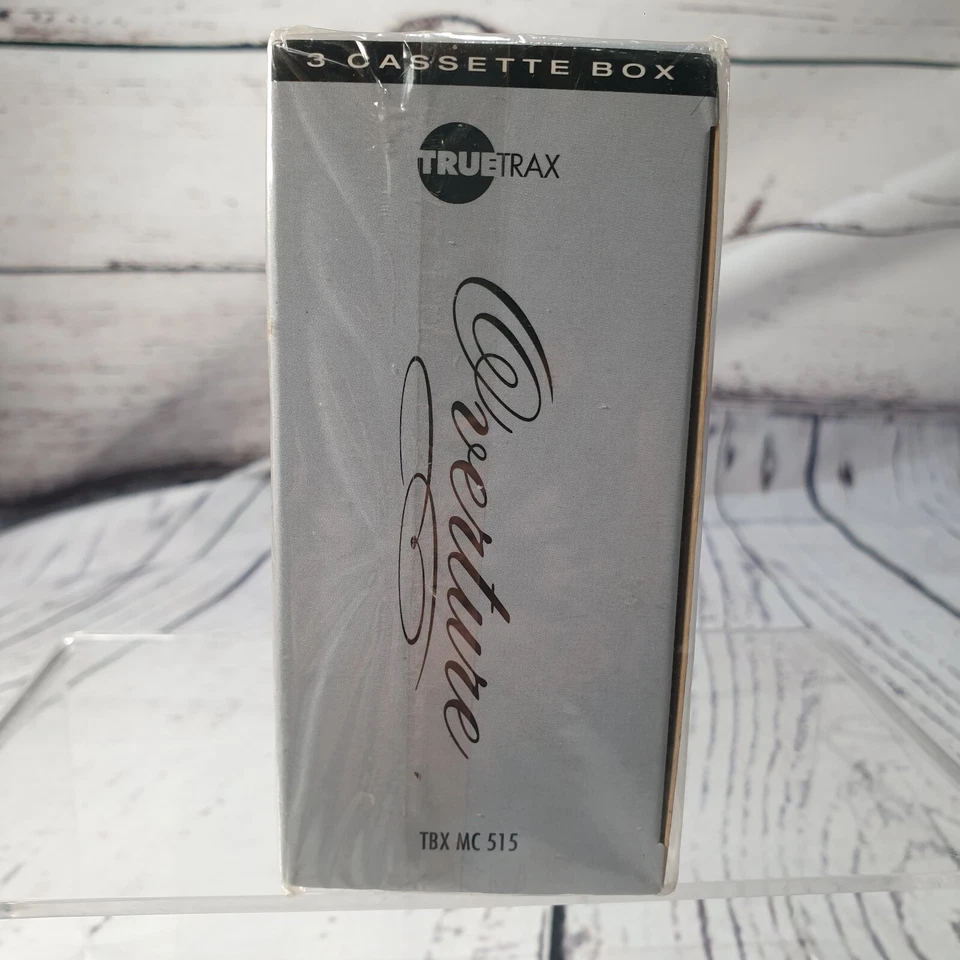 3 CASSETTE BOX
TRUETRAX
Overture
TBX MC 515